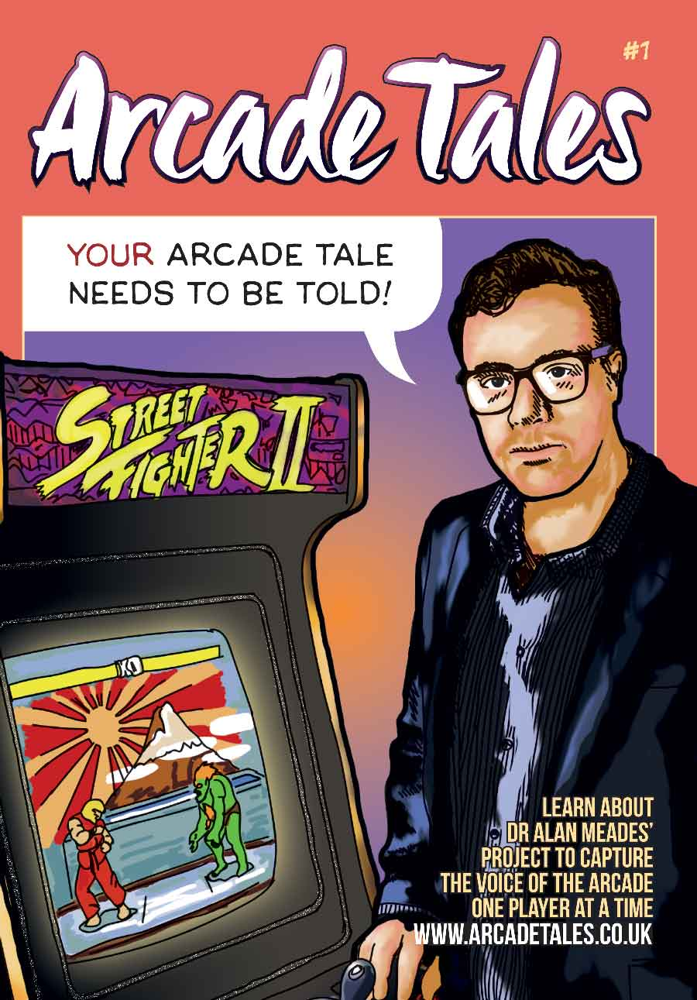 #1
Arcade Tales
YOUR ARCADE TALE
NEEDS TO BE TOLD!
STREET
FIGHTER II
KO
LEARN ABOUT
DR ALAN MEADES'
PROJECT TO CAPTURE
THE VOICE OF THE ARCADE
ONE PLAYER AT A TIME
WWW.ARCADETALES.CO.UK